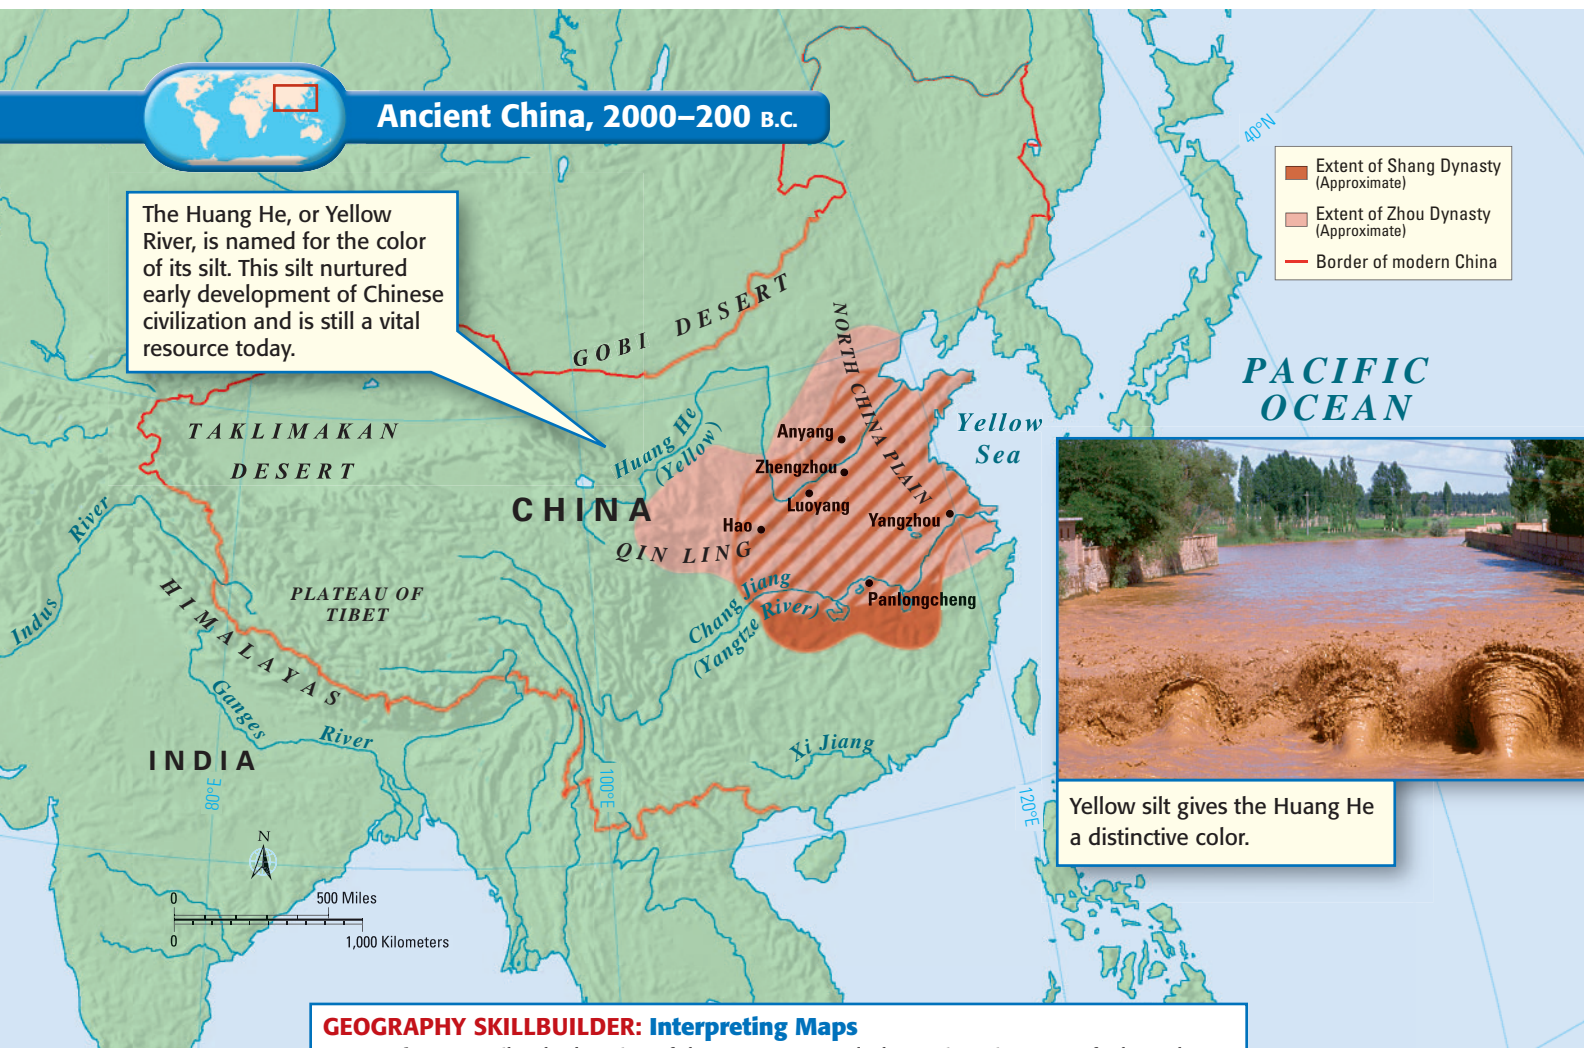 Ancient China, 2000–200 B.C.
The Huang He, or Yellow
River, is named for the color
of its silt. This silt nurtured
early development of Chinese
civilization and is still a vital
resource today.
40°N
Extent of Shang Dynasty
(Approximate)
Extent of Zhou Dynasty
(Approximate)
Border of modern China
GOBI DESERT
NORTH CHINA PLAIN
PACIFIC
OCEAN
TAKLIMAKAN
DESERT
Huang He
(Yellow)
Yellow
Sea
Anyang
Zhengzhou
Luoyang
Yangzhou
Hao
CHINA
QIN LING
Indus River
HIMALAYAS
PLATEAU OF
TIBET
Chang Jiang
(Yangtze River)
Panlongcheng
Ganges River
INDIA
Xi Jiang
80°E
100°E
120°E
N
0 500 Miles
0 1,000 Kilometers
Yellow silt gives the Huang He
a distinctive color.
GEOGRAPHY SKILLBUILDER: Interpreting Maps